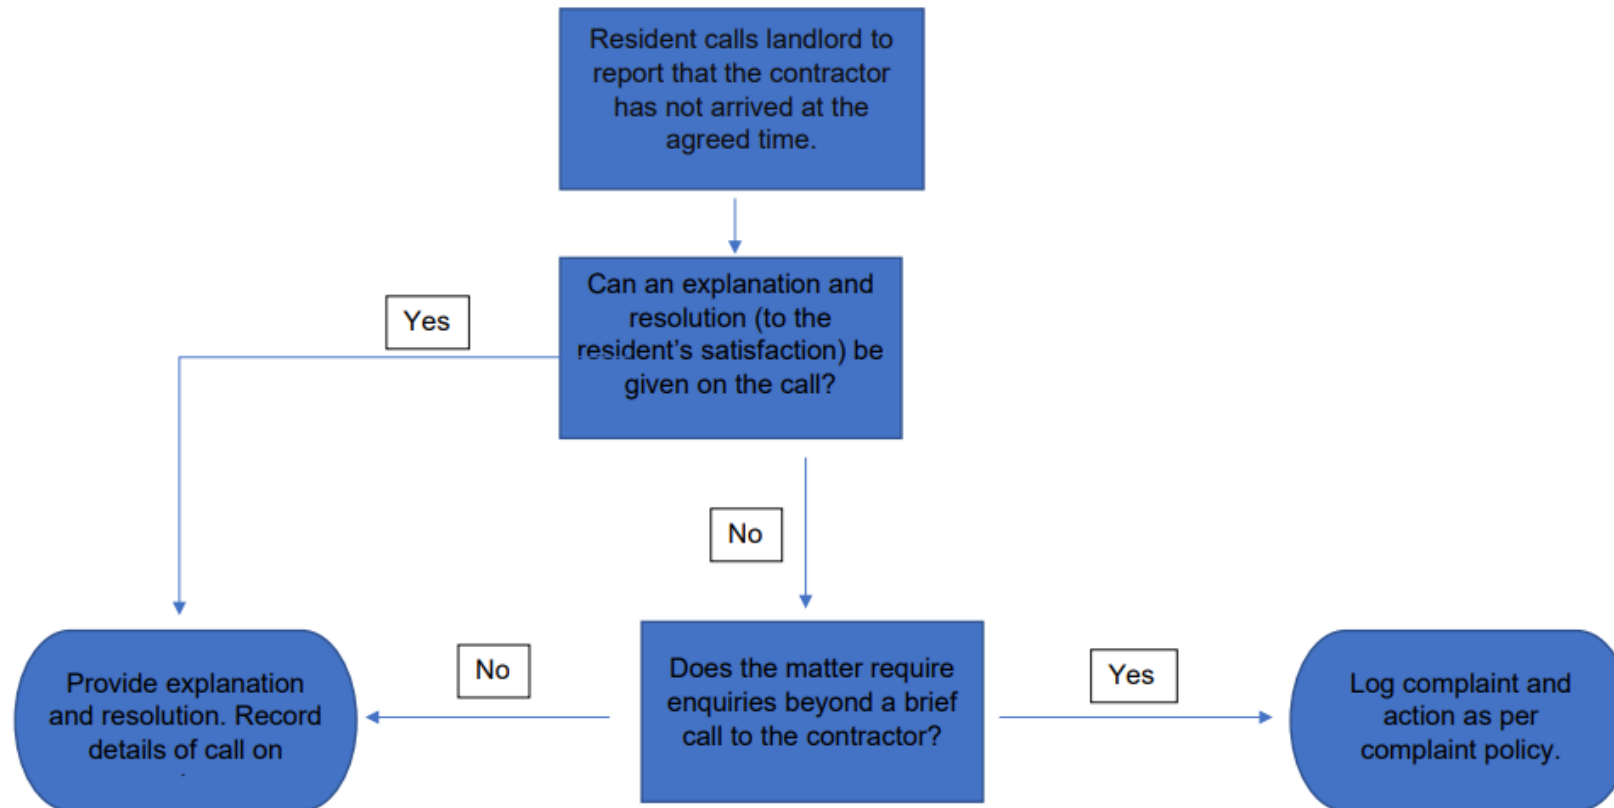 Resident calls landlord to
report that the contractor
has not arrived at the
agreed time.
Yes
Can an explanation and
resolution (to the
resident's satisfaction) be
given on the call?
No
Provide explanation
and resolution. Record
details of call on
No
Does the matter require
enquiries beyond a brief
call to the contractor?
Yes
Log complaint and
action as per
complaint policy.